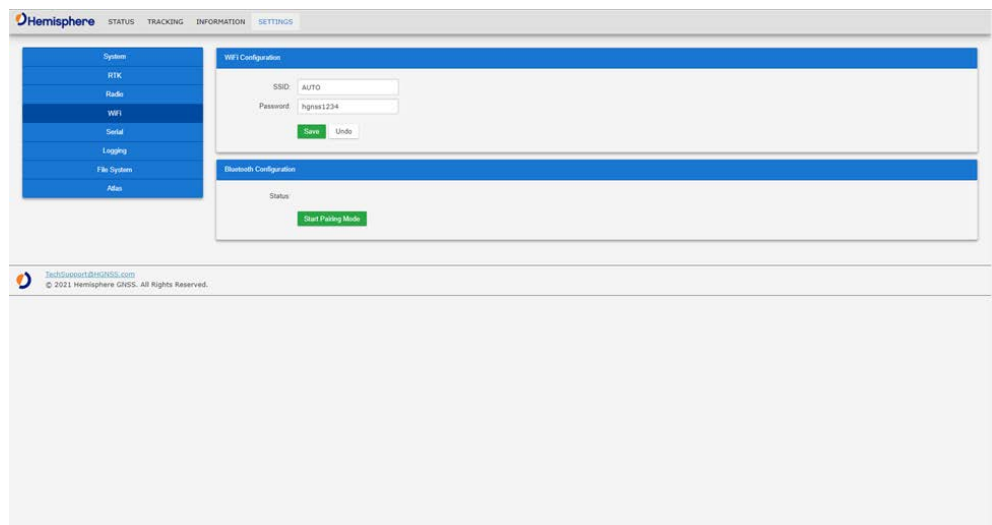 Hemisphere STATUS TRACKING INFORMATION SETTINGS
System
RTK
Radio
WiFi
Serial
Logging
File System
Atlas
WiFi Configuration
SSID: AUTO
Password: hgnss1234
Save Undo
Bluetooth Configuration
Status:
Start Pairing Mode
TechSupport@HGNSS.com
© 2021 Hemisphere GNSS. All Rights Reserved.